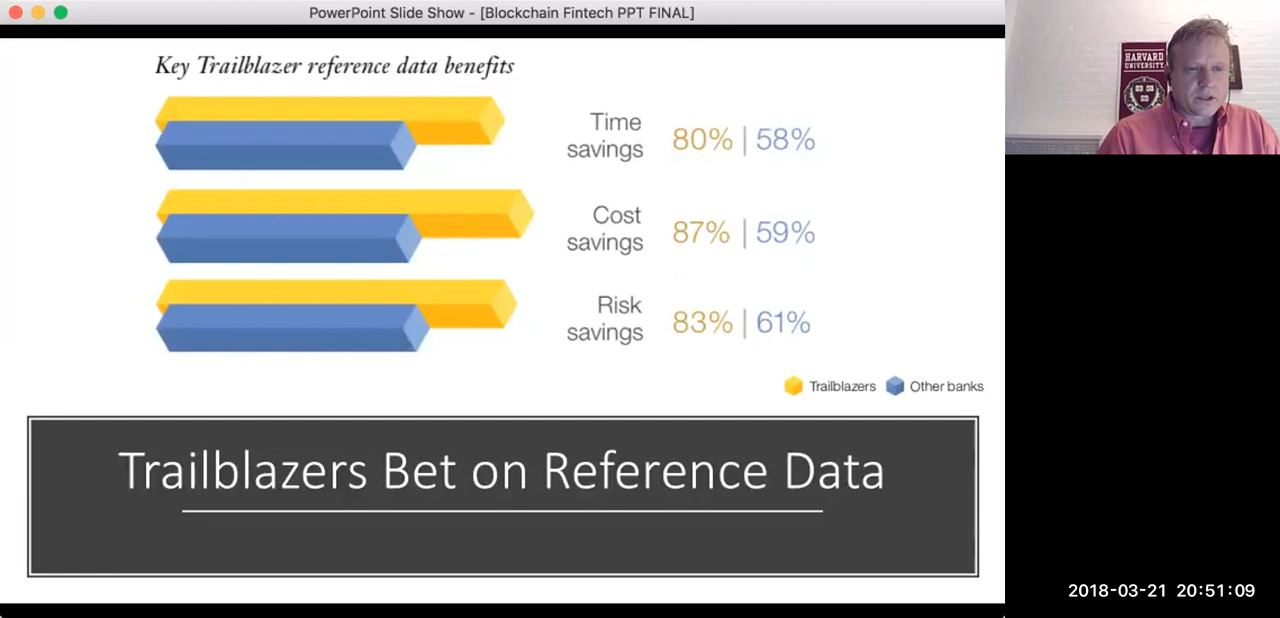 PowerPoint Slide Show - [Blockchain Fintech PPT FINAL]
Key Trailblazer reference data benefits
Time
savings
80% | 58%
Cost
savings
87% | 59%
Risk
savings
83% | 61%
Trailblazers
Other banks
Trailblazers Bet on Reference Data
HARVARD
UNIVERSITY
2018-03-21 20:51:09